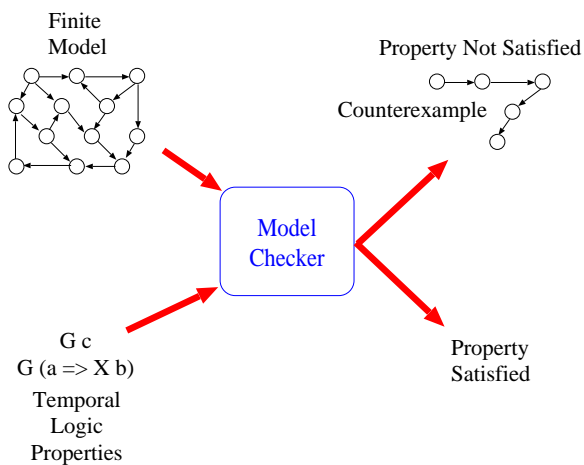 Finite
Model
Property Not Satisfied
Counterexample
Model
Checker
G c
G (a => X b)
Temporal
Logic
Properties
Property
Satisfied